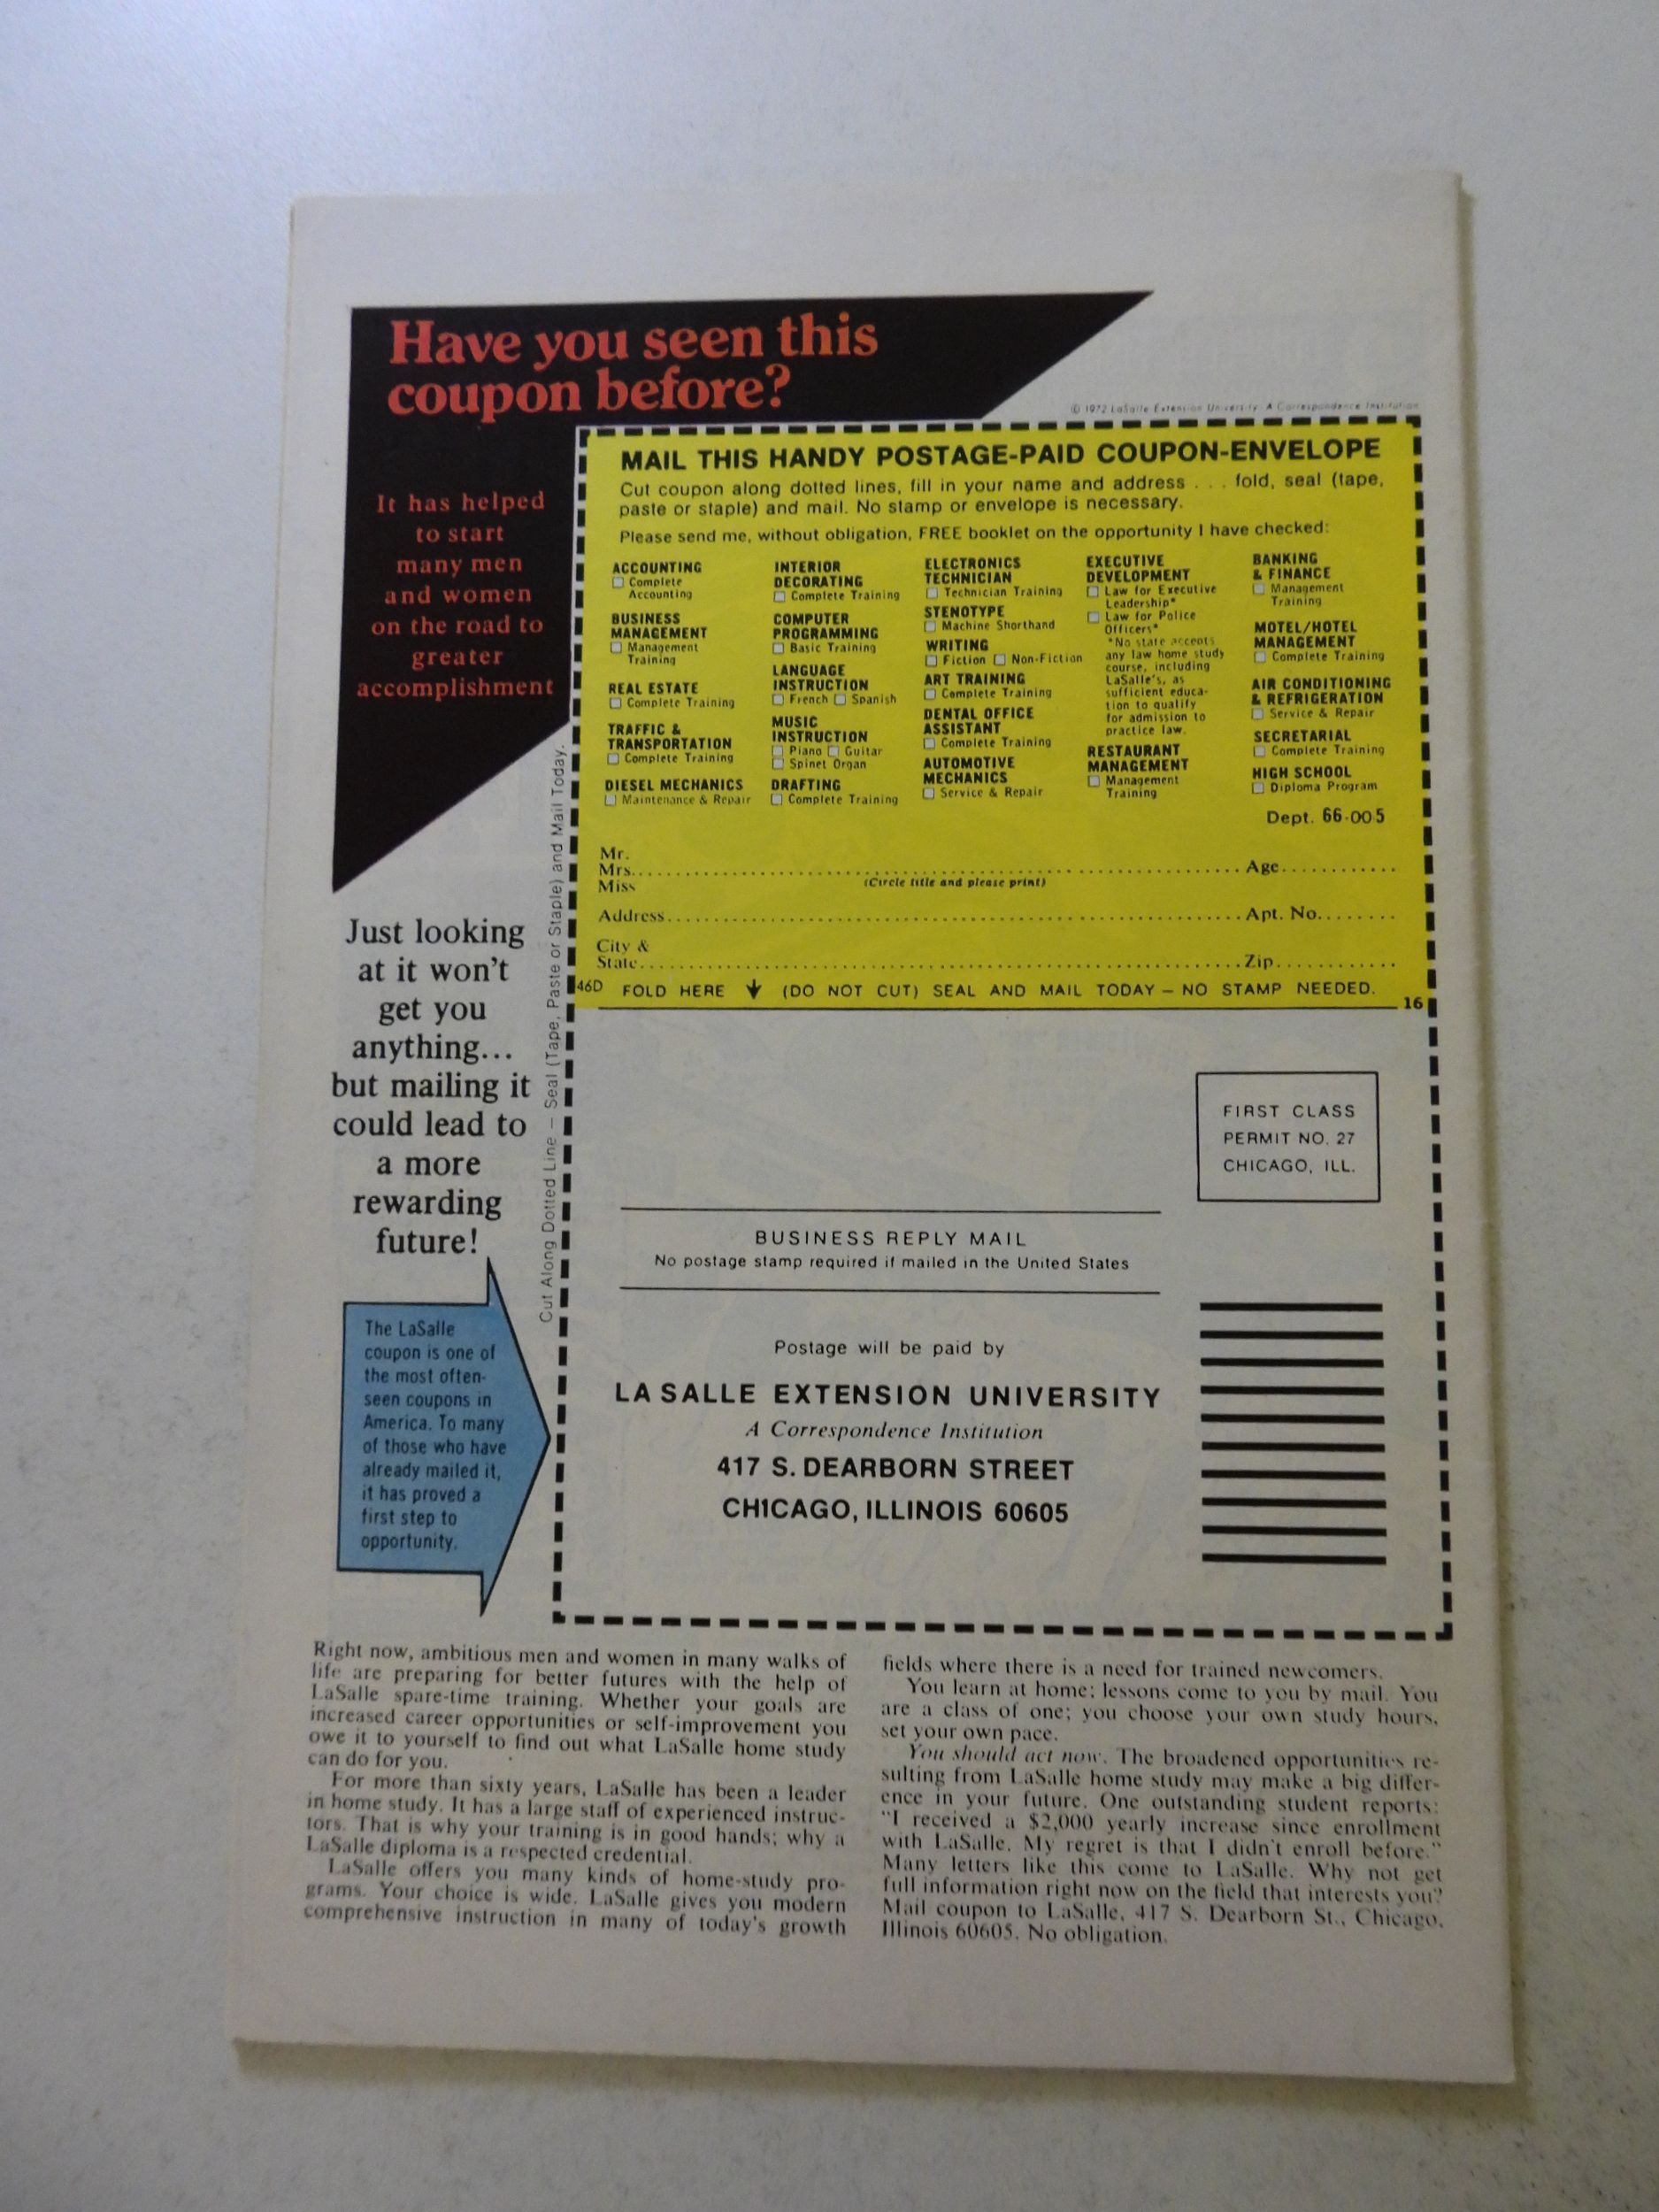 Have you seen this
coupon before?
It has helped
to start
many men
and women
on the road to
greater
accomplishment
© 1972 LaSalle Extension University. A Correspondence Institution
MAIL THIS HANDY POSTAGE-PAID COUPON-ENVELOPE
Cut coupon along dotted lines, fill in your name and address . . . fold, seal (tape,
paste or staple) and mail. No stamp or envelope is necessary.
Please send me, without obligation, FREE booklet on the opportunity I have checked:
ACCOUNTING
☐ Complete
Accounting
BUSINESS
MANAGEMENT
☐ Management
Training
REAL ESTATE
☐ Complete Training
TRAFFIC &
TRANSPORTATION
☐ Complete Training
DIESEL MECHANICS
☐ Maintenance & Repair
INTERIOR
DECORATING
☐ Complete Training
COMPUTER
PROGRAMMING
☐ Basic Training
LANGUAGE
INSTRUCTION
☐ French ☐ Spanish
MUSIC
INSTRUCTION
☐ Piano ☐ Guitar
☐ Spinet Organ
DRAFTING
☐ Complete Training
ELECTRONICS
TECHNICIAN
☐ Technician Training
STENOTYPE
☐ Machine Shorthand
WRITING
☐ Fiction ☐ Non-Fiction
ART TRAINING
☐ Complete Training
DENTAL OFFICE
ASSISTANT
☐ Complete Training
AUTOMOTIVE
MECHANICS
☐ Service & Repair
EXECUTIVE
DEVELOPMENT
☐ Law for Executive
Leadership*
☐ Law for Police
Officers*
*No state accepts
any law home study
course, including
LaSalle's, as
sufficient educa-
tion to qualify
for admission to
practice law.
RESTAURANT
MANAGEMENT
☐ Management
Training
BANKING
& FINANCE
☐ Management
Training
MOTEL/HOTEL
MANAGEMENT
☐ Complete Training
AIR CONDITIONING
& REFRIGERATION
☐ Service & Repair
SECRETARIAL
☐ Complete Training
HIGH SCHOOL
☐ Diploma Program
Dept. 66-005
Mr.
Mrs. Age
Miss (Circle title and please print)
Address Apt. No.
City &
State Zip
46D FOLD HERE ↓ (DO NOT CUT) SEAL AND MAIL TODAY – NO STAMP NEEDED.
16
Cut Along Dotted Line – Seal (Tape, Paste or Staple) and Mail Today.
Just looking
at it won't
get you
anything...
but mailing it
could lead to
a more
rewarding
future!
The LaSalle
coupon is one of
the most often-
seen coupons in
America. To many
of those who have
already mailed it,
it has proved a
first step to
opportunity.
FIRST CLASS
PERMIT NO. 27
CHICAGO, ILL.
BUSINESS REPLY MAIL
No postage stamp required if mailed in the United States
Postage will be paid by
LA SALLE EXTENSION UNIVERSITY
A Correspondence Institution
417 S. DEARBORN STREET
CHICAGO, ILLINOIS 60605
Right now, ambitious men and women in many walks of
life are preparing for better futures with the help of
LaSalle spare-time training. Whether your goals are
increased career opportunities or self-improvement you
owe it to yourself to find out what LaSalle home study
can do for you.
For more than sixty years, LaSalle has been a leader
in home study. It has a large staff of experienced instruc-
tors. That is why your training is in good hands; why a
LaSalle diploma is a respected credential.
LaSalle offers you many kinds of home-study pro-
grams. Your choice is wide. LaSalle gives you modern
comprehensive instruction in many of today's growth
fields where there is a need for trained newcomers.
You learn at home; lessons come to you by mail. You
are a class of one; you choose your own study hours,
set your own pace.
You should act now. The broadened opportunities re-
sulting from LaSalle home study may make a big differ-
ence in your future. One outstanding student reports:
"I received a $2,000 yearly increase since enrollment
with LaSalle. My regret is that I didn't enroll before."
Many letters like this come to LaSalle. Why not get
full information right now on the field that interests you?
Mail coupon to LaSalle, 417 S. Dearborn St., Chicago,
Illinois 60605. No obligation.